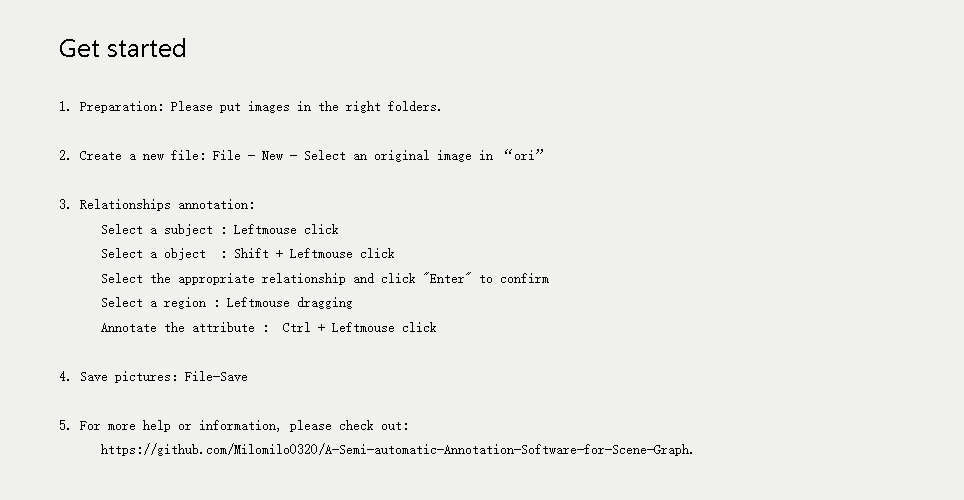 Get started
1. Preparation: Please put images in the right folders.
2. Create a new file: File - New - Select an original image in “ori”
3. Relationships annotation:
Select a subject : Leftmouse click
Select a object : Shift + Leftmouse click
Select the appropriate relationship and click "Enter" to confirm
Select a region : Leftmouse dragging
Annotate the attribute : Ctrl + Leftmouse click
4. Save pictures: File-Save
5. For more help or information, please check out:
https://github.com/Milomilo0320/A-Semi-automatic-Annotation-Software-for-Scene-Graph.